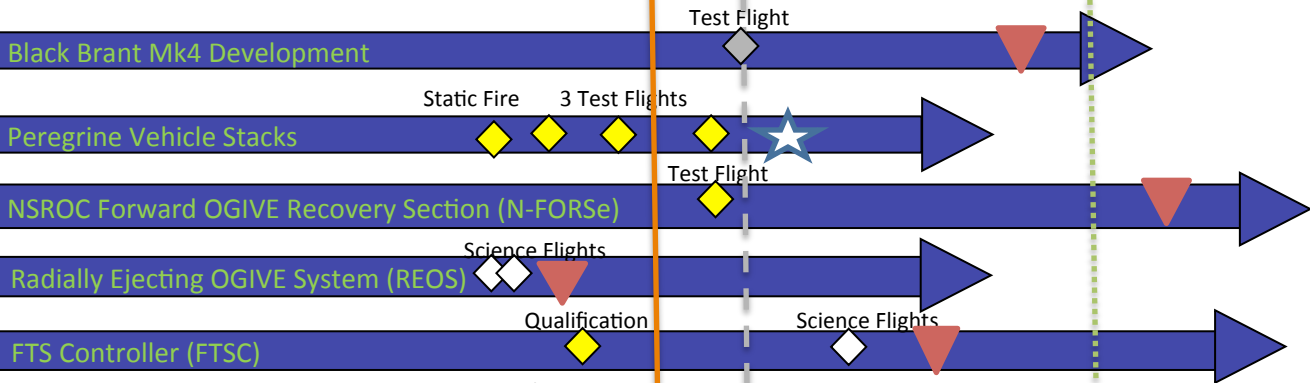 Test Flight
Black Brant Mk4 Development
Static Fire 3 Test Flights
Peregrine Vehicle Stacks
Test Flight
NSROC Forward OGIVE Recovery Section (N-FORSe)
Science Flights
Radially Ejecting OGIVE System (REOS)
Qualification Science Flights
FTS Controller (FTSC)